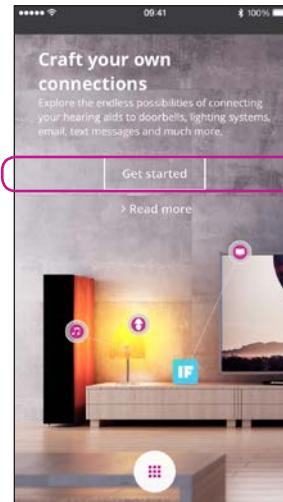 09:41
100%
Craft your own
connections
Explore the endless possibilities of connecting
your hearing aids to doorbells, lighting systems,
email, text messages and much more.
Get started
> Read more
IF